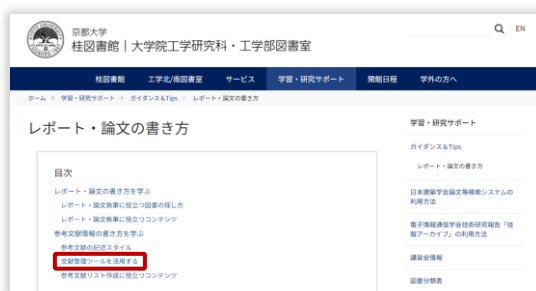 京都大学
桂図書館 | 大学院工学研究科・工学部図書室
EN
桂図書館 工学北/南図書室 サービス 学習・研究サポート 開館日程 学外の方へ
ホーム > 学習・研究サポート > ガイダンス&Tips > レポート・論文の書き方
レポート・論文の書き方
目次
レポート・論文の書き方を学ぶ
レポート・論文執筆に役立つ図書の探し方
レポート・論文執筆に役立つコンテンツ
参考文献情報の書き方を学ぶ
参考文献の記述スタイル
文献管理ツールを活用する
参考文献リスト作成に役立つコンテンツ
学習・研究サポート
ガイダンス&Tips
レポート・論文の書き方
日本建築学会論文等検索システムの
利用方法
電子情報通信学会技術研究報告「技
報アーカイブ」の利用方法
講習会情報
図書分類表